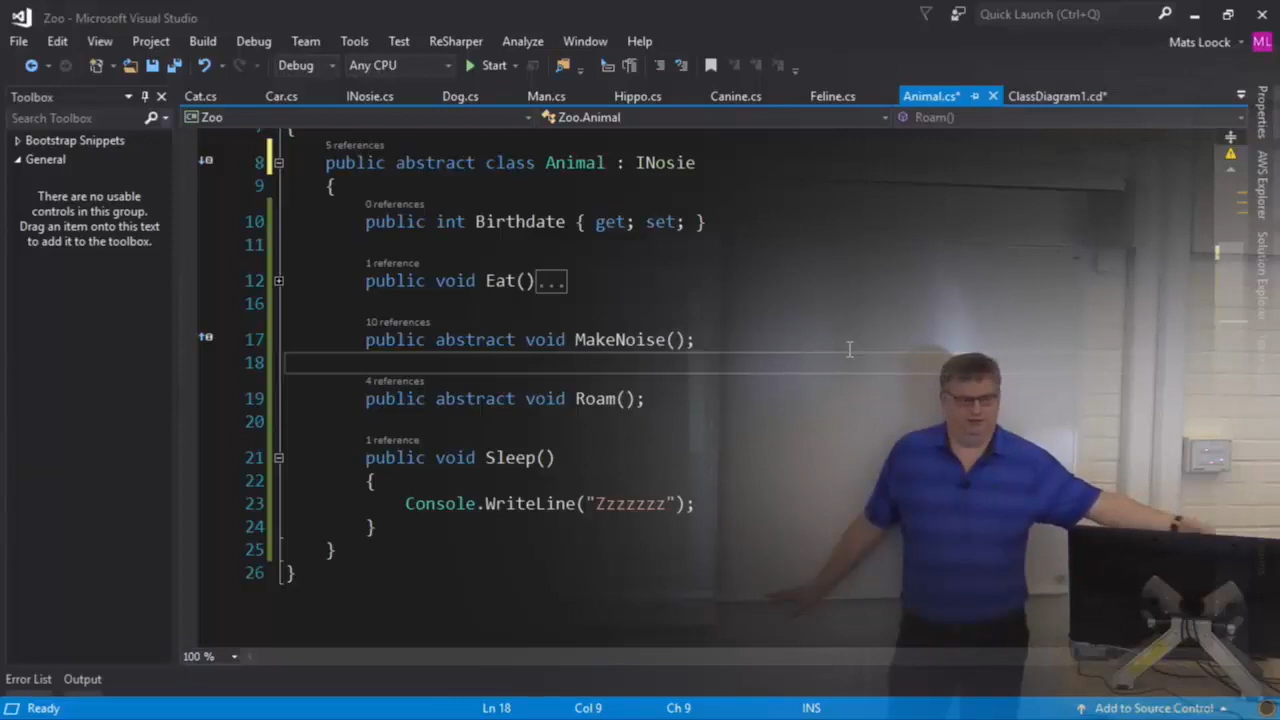 Zoo - Microsoft Visual Studio
Quick Launch (Ctrl+Q)
File Edit View Project Build Debug Team Tools Test ReSharper Analyze Window Help
Mats Loock ML
Debug Any CPU Start
Toolbox
Cat.cs Car.cs INosie.cs Dog.cs Man.cs Hippo.cs Canine.cs Feline.cs Animal.cs* ClassDiagram1.cd*
Search Toolbox
Zoo Zoo.Animal Roam()
Bootstrap Snippets
General
There are no usable
controls in this group.
Drag an item onto this text
to add it to the toolbox.
5 references
8 public abstract class Animal : INosie
9 {
0 references
10 public int Birthdate { get; set; }
11
1 reference
12 public void Eat()...
16
10 references
17 public abstract void MakeNoise();
18
4 references
19 public abstract void Roam();
20
1 reference
21 public void Sleep()
22 {
23 Console.WriteLine("Zzzzzzz");
24 }
25 }
26 }
Properties
AWS Explorer
Solution Explorer
100 %
Error List Output
Ready Ln 18 Col 9 Ch 9 INS Add to Source Control